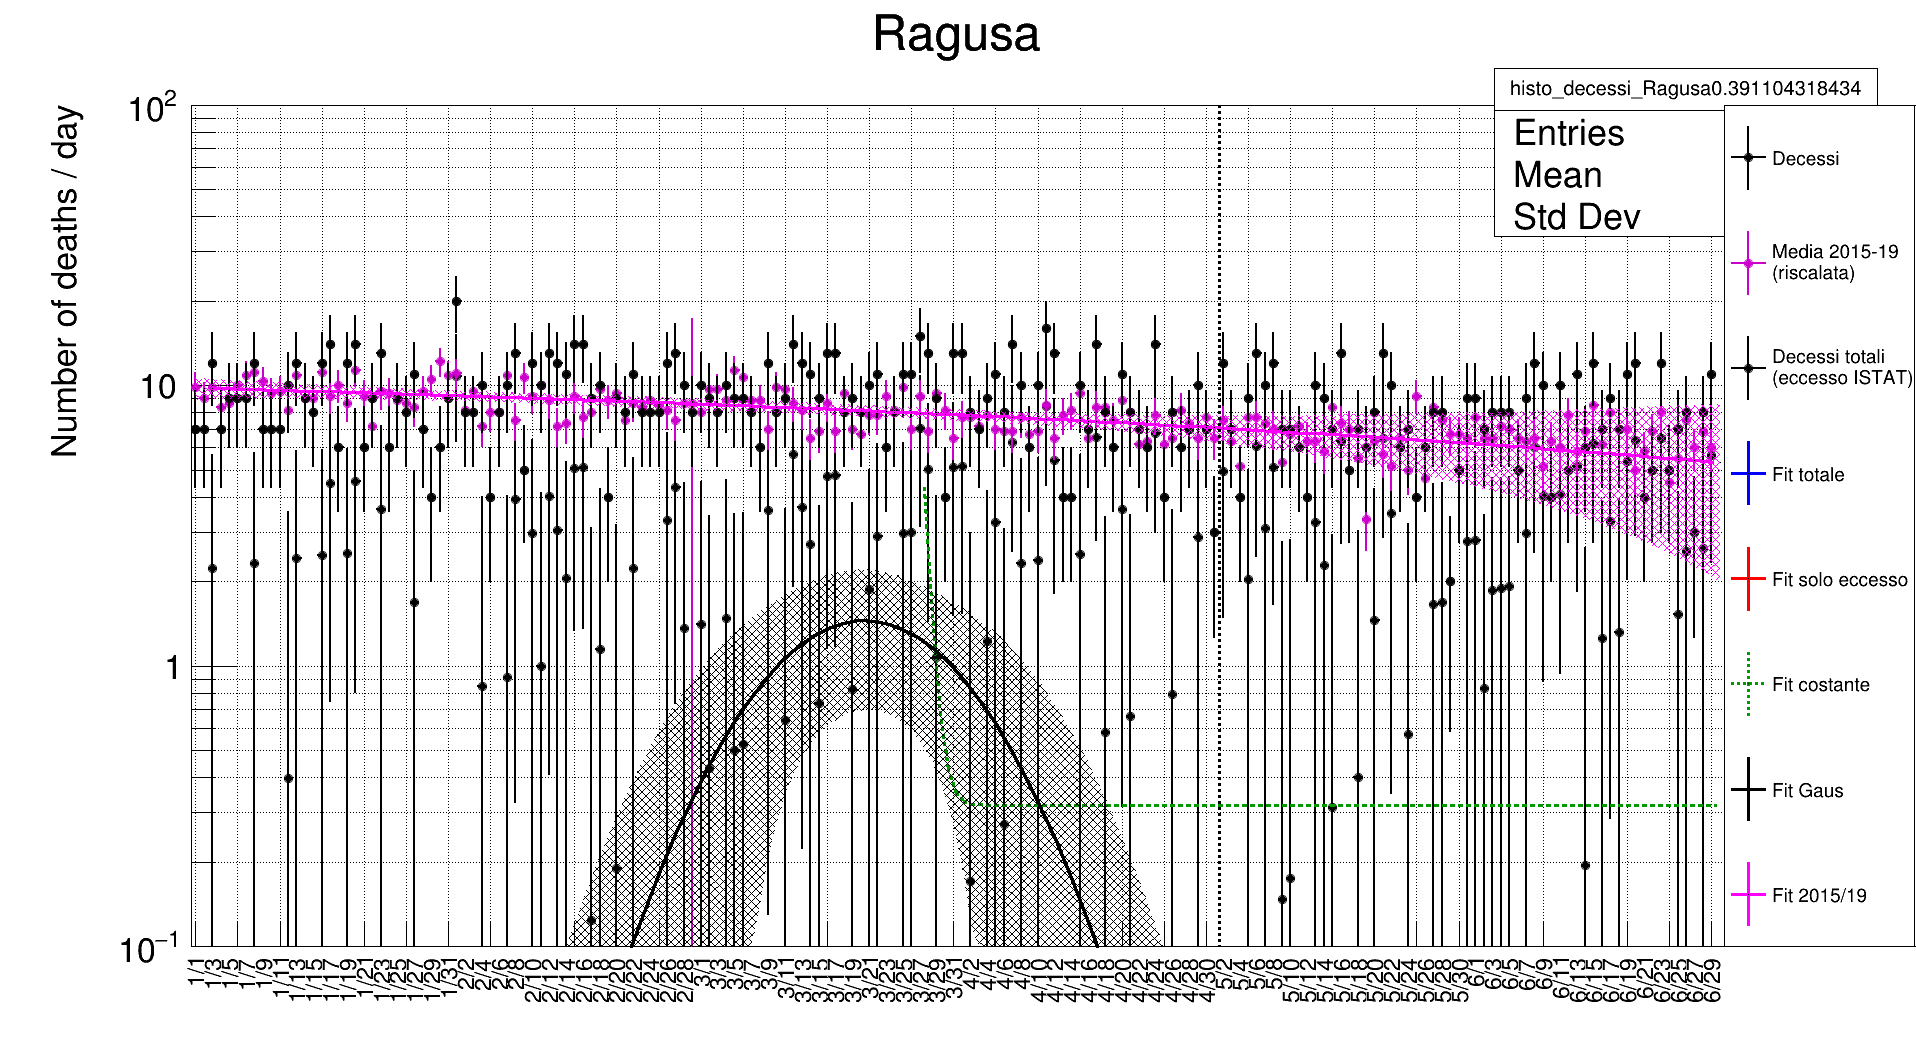 Ragusa
histo_decessi_Ragusa0.391104318434
Entries
Mean
Std Dev
Number of deaths / day
10²
10
1
10⁻¹
Decessi
Media 2015-19
(riscalata)
Decessi totali
(eccesso ISTAT)
Fit totale
Fit solo eccesso
Fit costante
Fit Gaus
Fit 2015/19
1/1 1/3 1/5 1/7 1/9 1/11 1/13 1/15 1/17 1/19 1/21 1/23 1/25 1/27 1/29 1/31 2/2 2/4 2/6 2/8 2/10 2/12 2/14 2/16 2/18 2/20 2/22 2/24 2/26 2/28 3/1 3/3 3/5 3/7 3/9 3/11 3/13 3/15 3/17 3/19 3/21 3/23 3/25 3/27 3/29 3/31 4/2 4/4 4/6 4/8 4/10 4/12 4/14 4/16 4/18 4/20 4/22 4/24 4/26 4/28 4/30 5/2 5/4 5/6 5/8 5/10 5/12 5/14 5/16 5/18 5/20 5/22 5/24 5/26 5/28 5/30 6/1 6/3 6/5 6/7 6/9 6/11 6/13 6/15 6/17 6/19 6/21 6/23 6/25 6/27 6/29